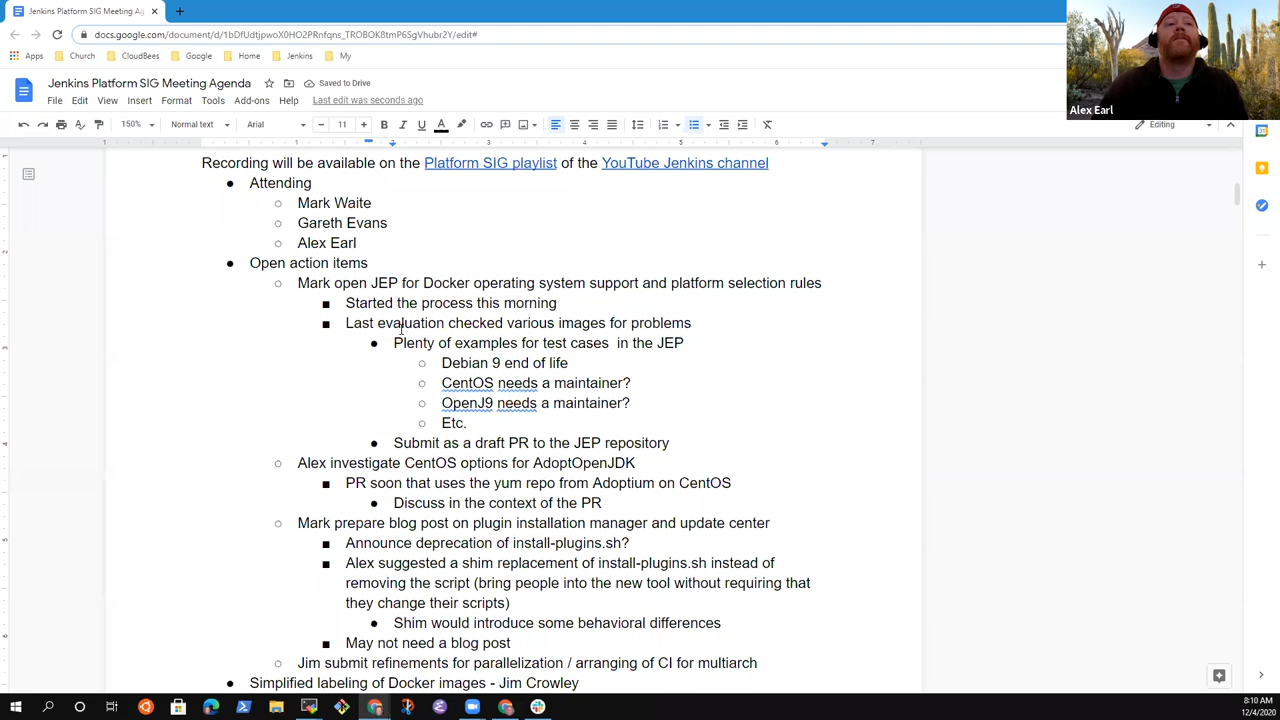 Jenkins Platform SIG Meeting Age
docs.google.com/document/d/1bDfUdtjpwoX0HO2PRnfqns_TROBOK8tmP6SgVhubr2Y/edit#
Apps Church CloudBees Google Home Jenkins My
Jenkins Platform SIG Meeting Agenda Saved to Drive
File Edit View Insert Format Tools Add-ons Help Last edit was seconds ago
Alex Earl
150% Normal text Arial 11 Editing
1 1 2 3 4 5 6 7
Recording will be available on the Platform SIG playlist of the YouTube Jenkins channel
Attending
Mark Waite
Gareth Evans
Alex Earl
Open action items
Mark open JEP for Docker operating system support and platform selection rules
Started the process this morning
Last evaluation checked various images for problems
Plenty of examples for test cases in the JEP
Debian 9 end of life
CentOS needs a maintainer?
OpenJ9 needs a maintainer?
Etc.
Submit as a draft PR to the JEP repository
Alex investigate CentOS options for AdoptOpenJDK
PR soon that uses the yum repo from Adoptium on CentOS
Discuss in the context of the PR
Mark prepare blog post on plugin installation manager and update center
Announce deprecation of install-plugins.sh?
Alex suggested a shim replacement of install-plugins.sh instead of
removing the script (bring people into the new tool without requiring that
they change their scripts)
Shim would introduce some behavioral differences
May not need a blog post
Jim submit refinements for parallelization / arranging of CI for multiarch
Simplified labeling of Docker images - Jim Crowley
8:10 AM
12/4/2020